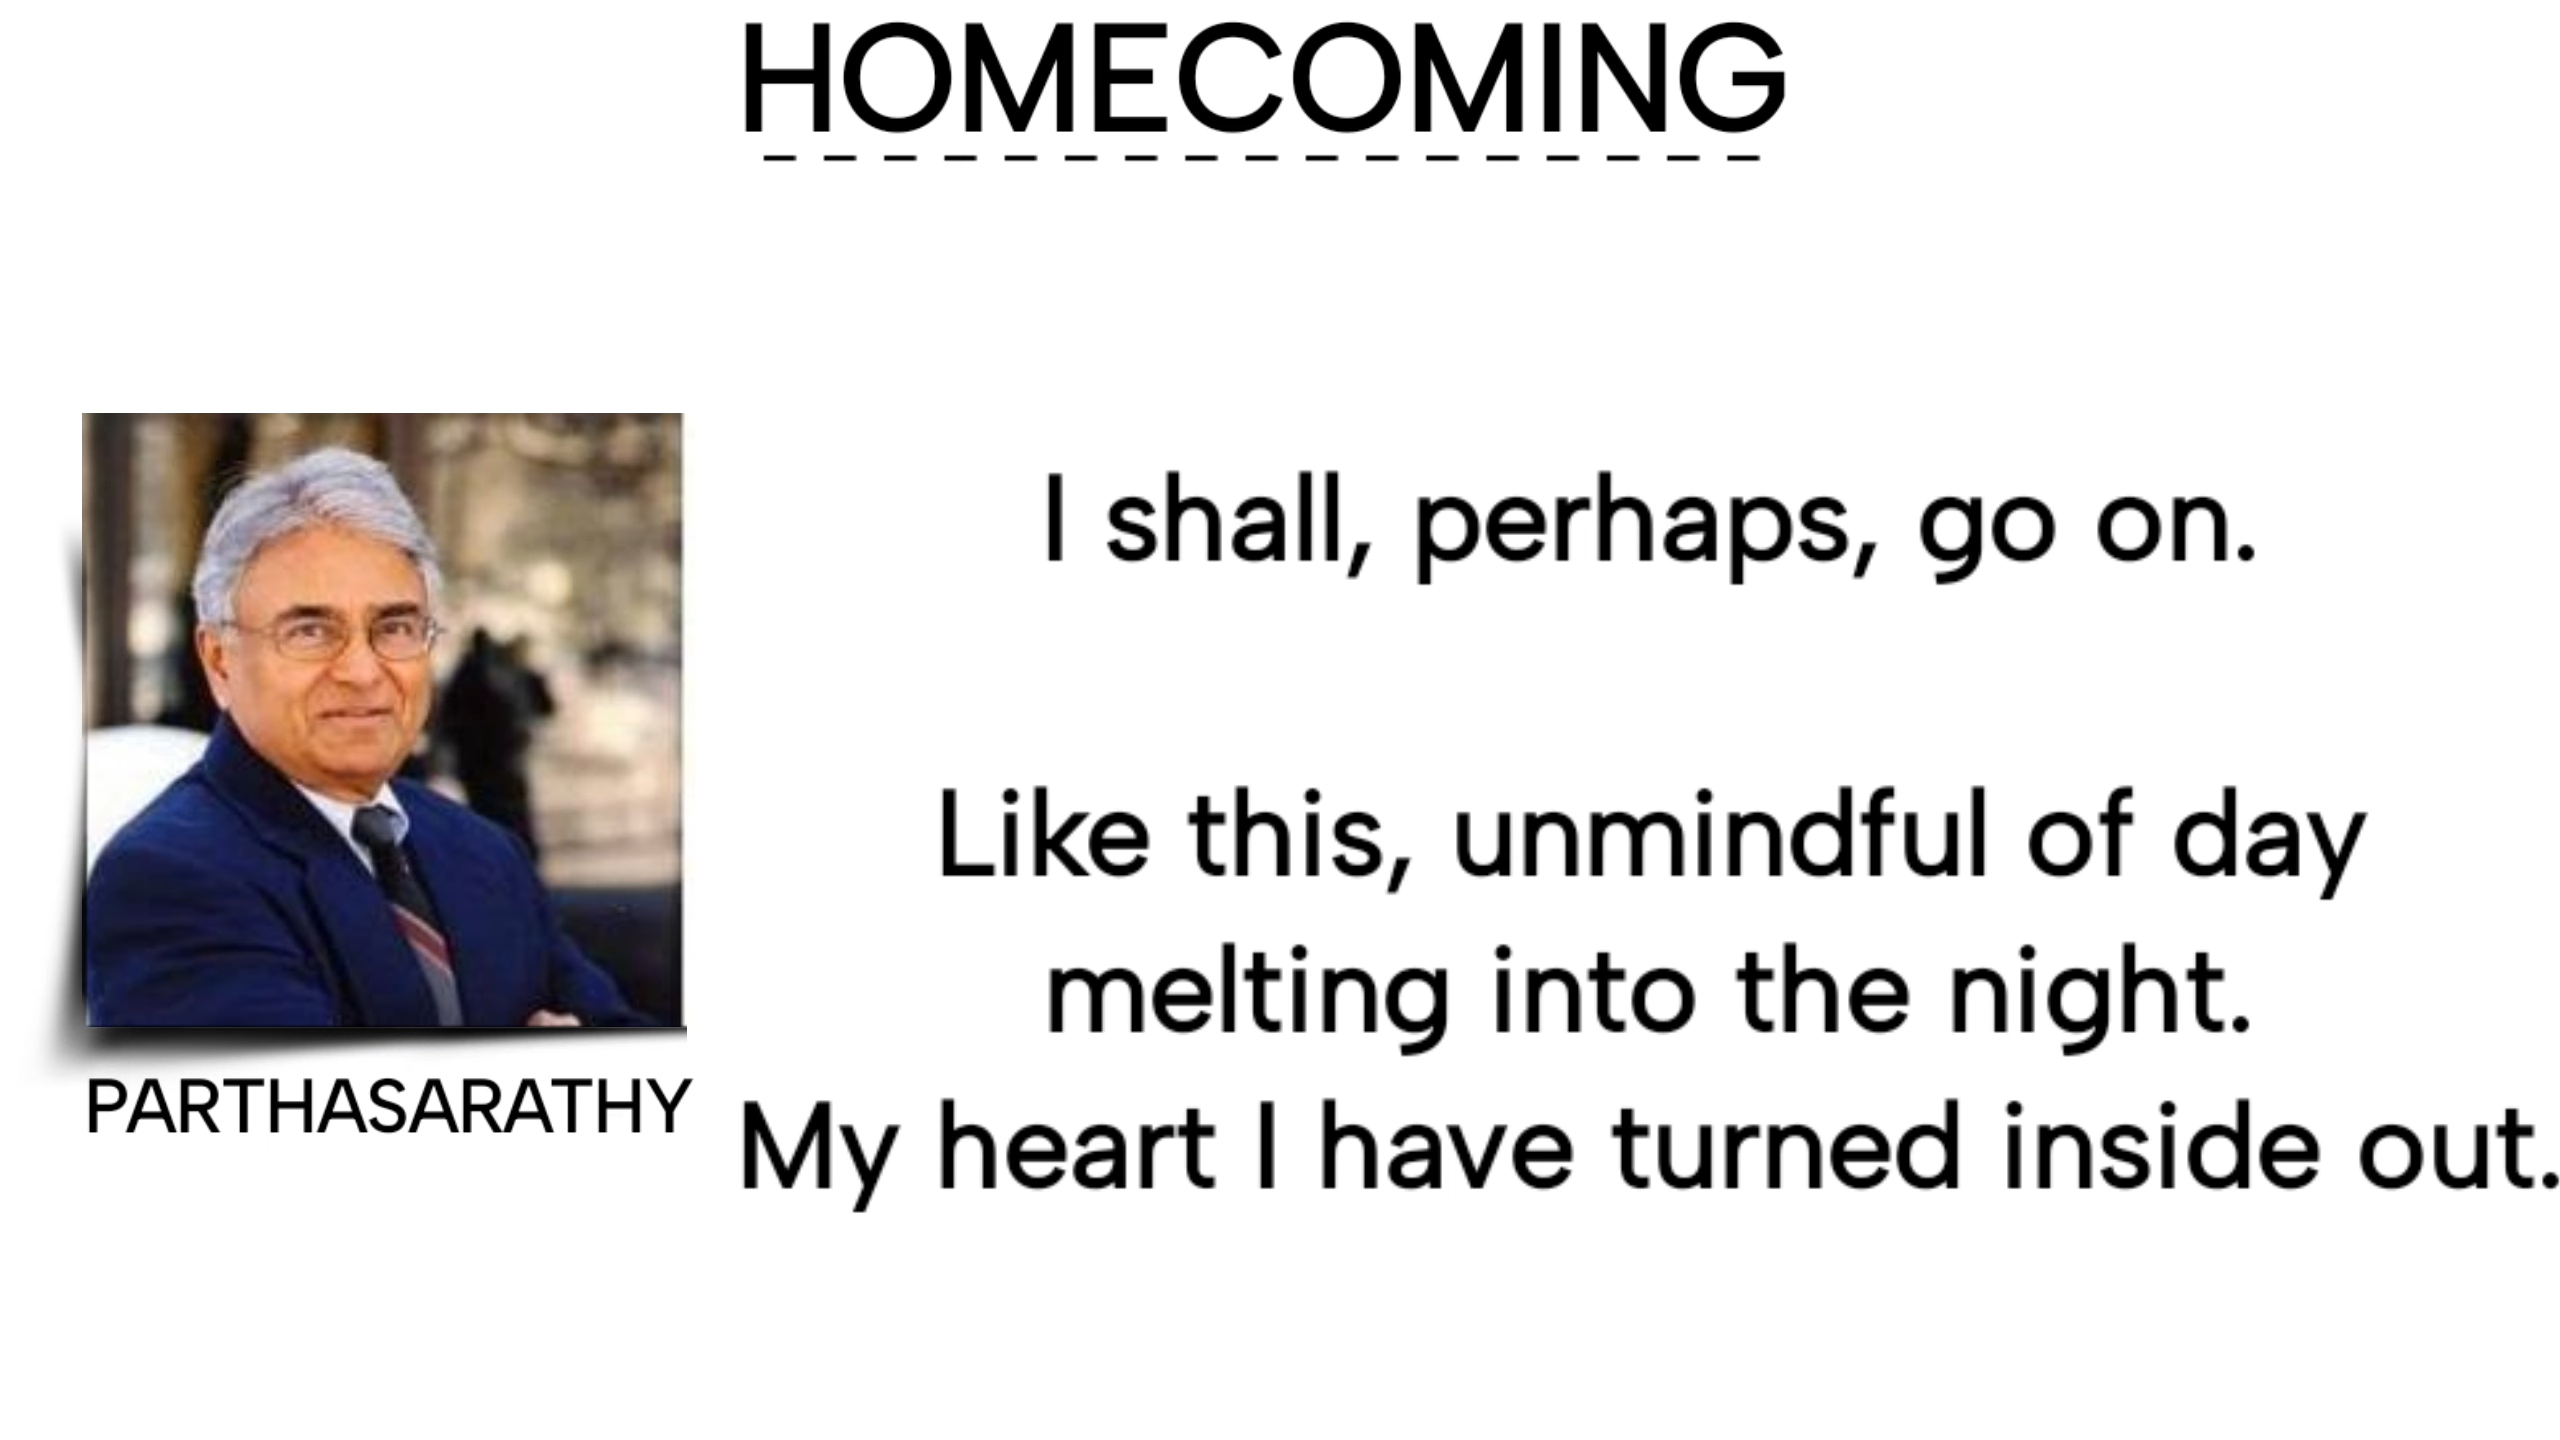 HOMECOMING
I shall, perhaps, go on.
Like this, unmindful of day
melting into the night.
My heart I have turned inside out.
PARTHASARATHY